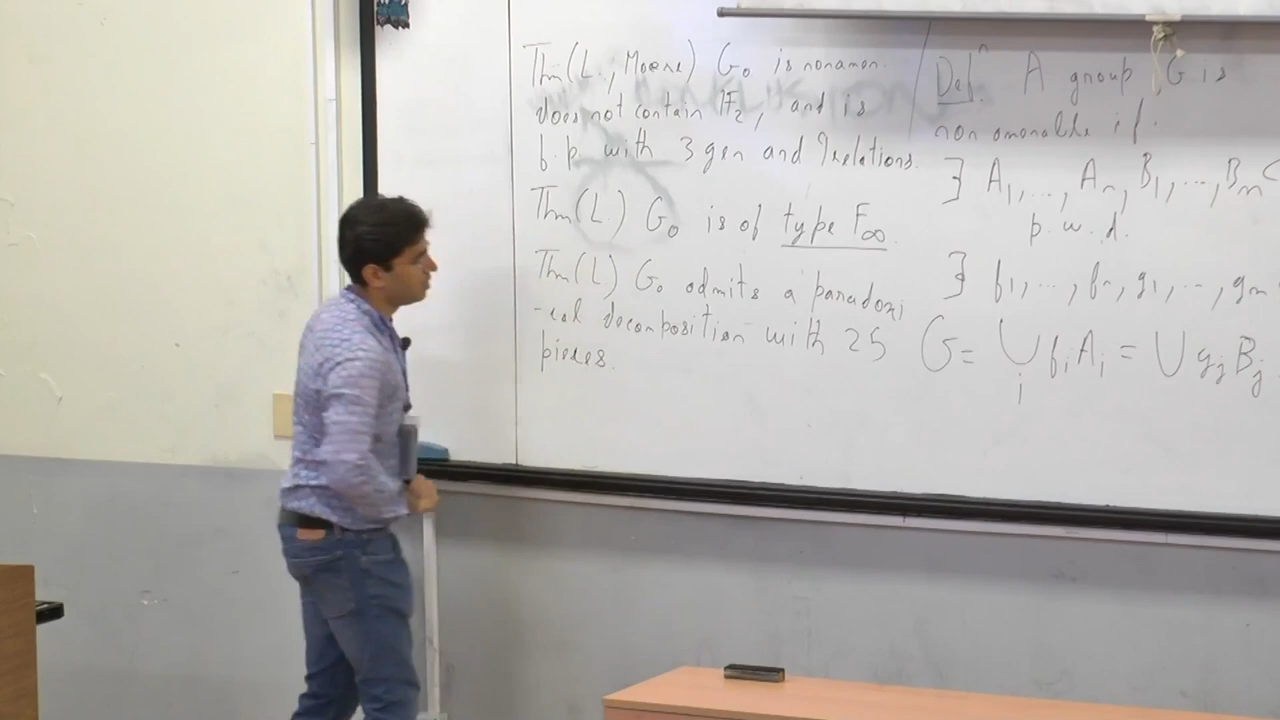 Thm (L., Moore) G₀ is nonamen.
does not contain F₂, and is
f.p. with 3 gen and 9 relations.
Thm (L.) G₀ is of type F∞.
Thm (L) G₀ admits a paradoxi
-cal decomposition with 25
pieces.
Defⁿ. A group G is
non amenable if.
∃ A₁, ..., Aₙ, B₁, ..., Bₘ ⊂
p. w. d.
∃ f₁, ..., fₙ, g₁, ..., gₘ
G = ⋃ᵢ fᵢAᵢ = ⋃ gⱼBⱼ